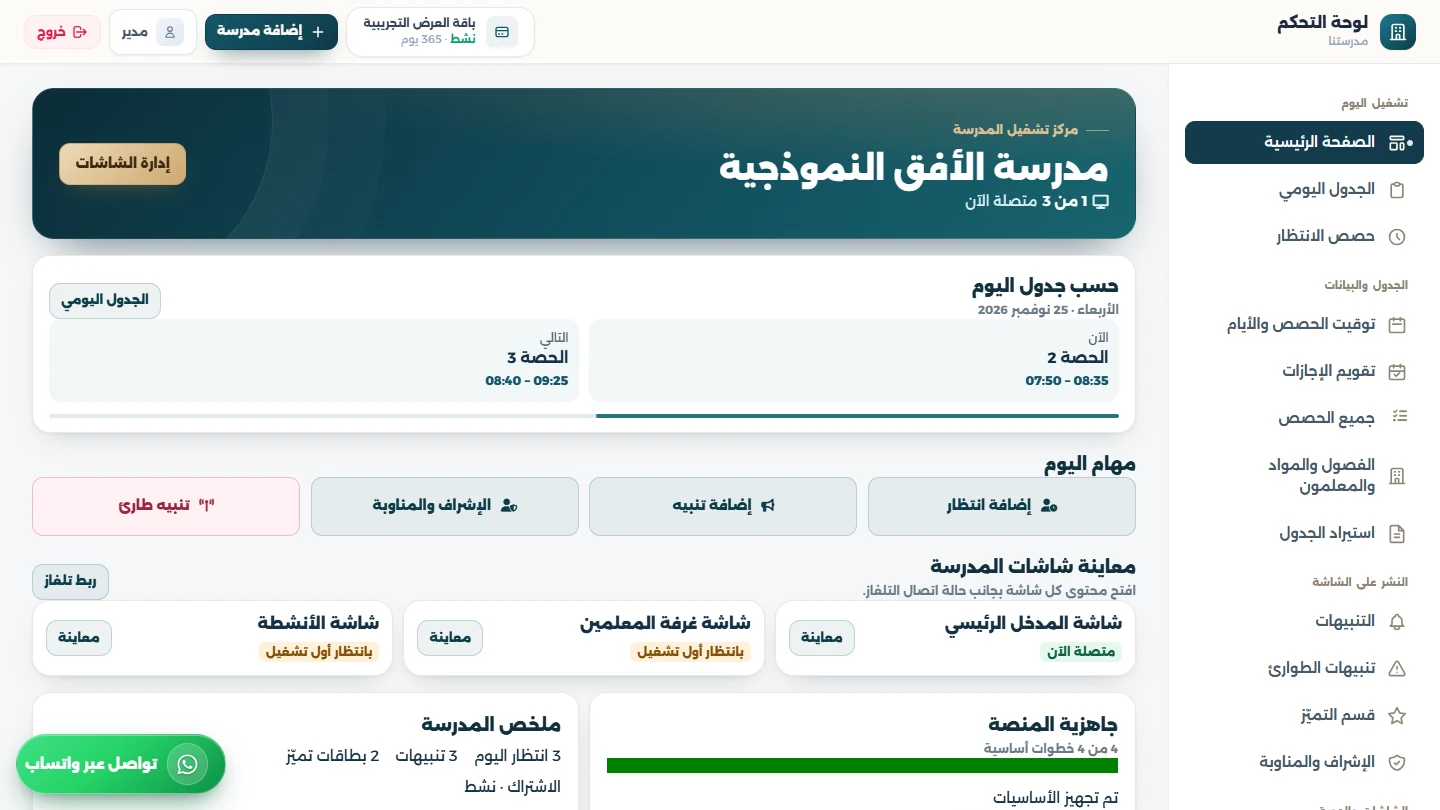 لوحة التحكم
مدرستنا
باقة العرض التجريبية
نشط · 365 يوم
إضافة مدرسة
مدير
خروج
تشغيل اليوم
الصفحة الرئيسية
الجدول اليومي
حصص الانتظار
الجدول والبيانات
توقيت الحصص والأيام
تقويم الإجازات
جميع الحصص
الفصول والمواد
والمعلمون
استيراد الجدول
النشر على الشاشة
التنبيهات
تنبيهات الطوارئ
قسم التميّز
الإشراف والمناوبة
مركز تشغيل المدرسة
مدرسة الأفق النموذجية
1 من 3 متصلة الآن
إدارة الشاشات
حسب جدول اليوم
الأربعاء · 25 نوفمبر 2026
الجدول اليومي
الآن
الحصة 2
07:50 – 08:35
التالي
الحصة 3
08:40 – 09:25
مهام اليوم
إضافة انتظار
إضافة تنبيه
الإشراف والمناوبة
تنبيه طارئ
معاينة شاشات المدرسة
افتح محتوى كل شاشة بجانب حالة اتصال التلفاز.
ربط تلفاز
شاشة المدخل الرئيسي
متصلة الآن
معاينة
شاشة غرفة المعلمين
بانتظار أول تشغيل
معاينة
شاشة الأنشطة
بانتظار أول تشغيل
معاينة
جاهزية المنصة
4 من 4 خطوات أساسية
تم تجهيز الأساسيات
ملخص المدرسة
3 انتظار اليوم 3 تنبيهات 2 بطاقات تميّز
الاشتراك · نشط
تواصل عبر واتساب